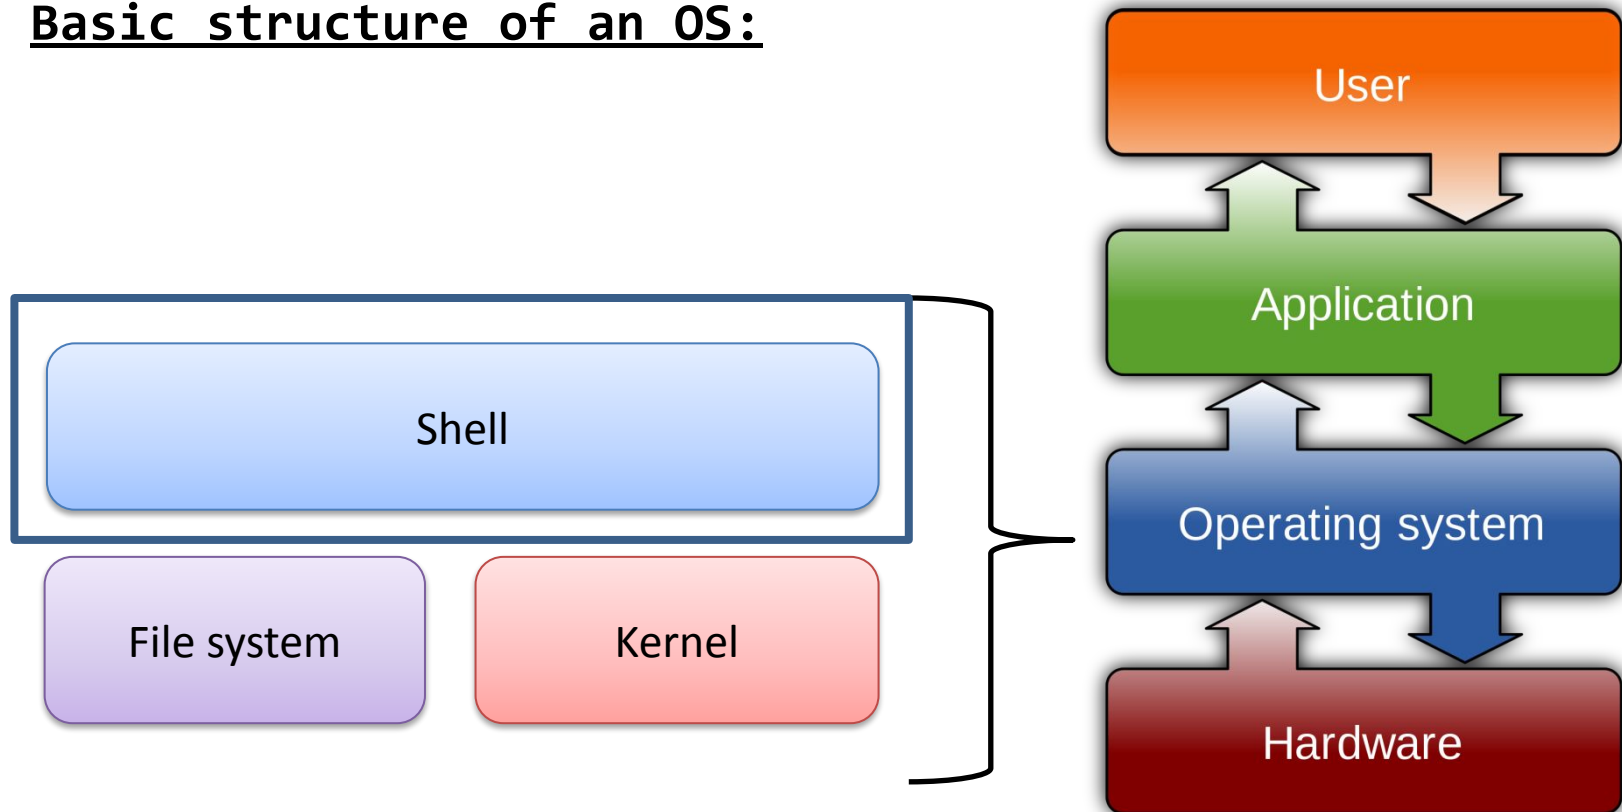 Basic structure of an OS:
User
Application
Shell
Operating system
File system
Kernel
Hardware